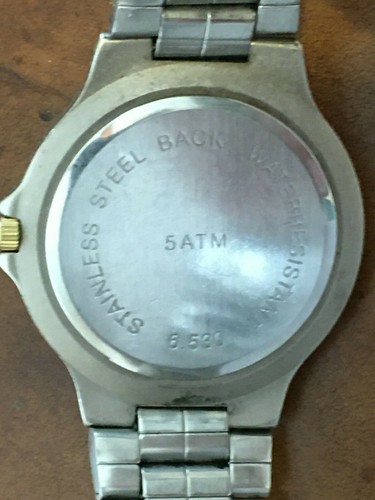 STAINLESS STEEL BACK WATER RESISTANT
5ATM
6.530